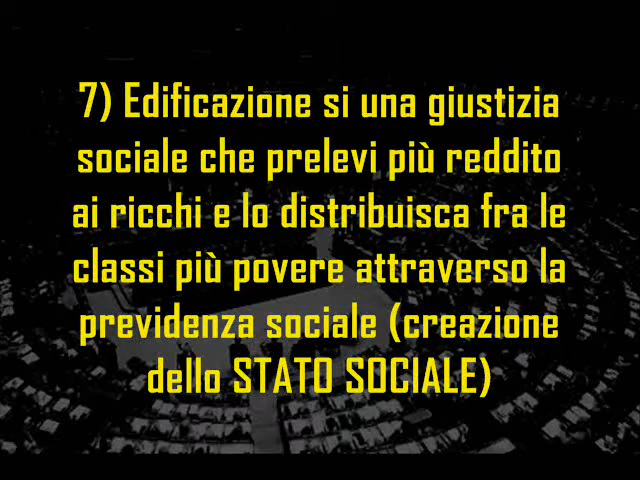 7) Edificazione si una giustizia
sociale che prelevi più reddito
ai ricchi e lo distribuisca fra le
classi più povere attraverso la
previdenza sociale (creazione
dello STATO SOCIALE)